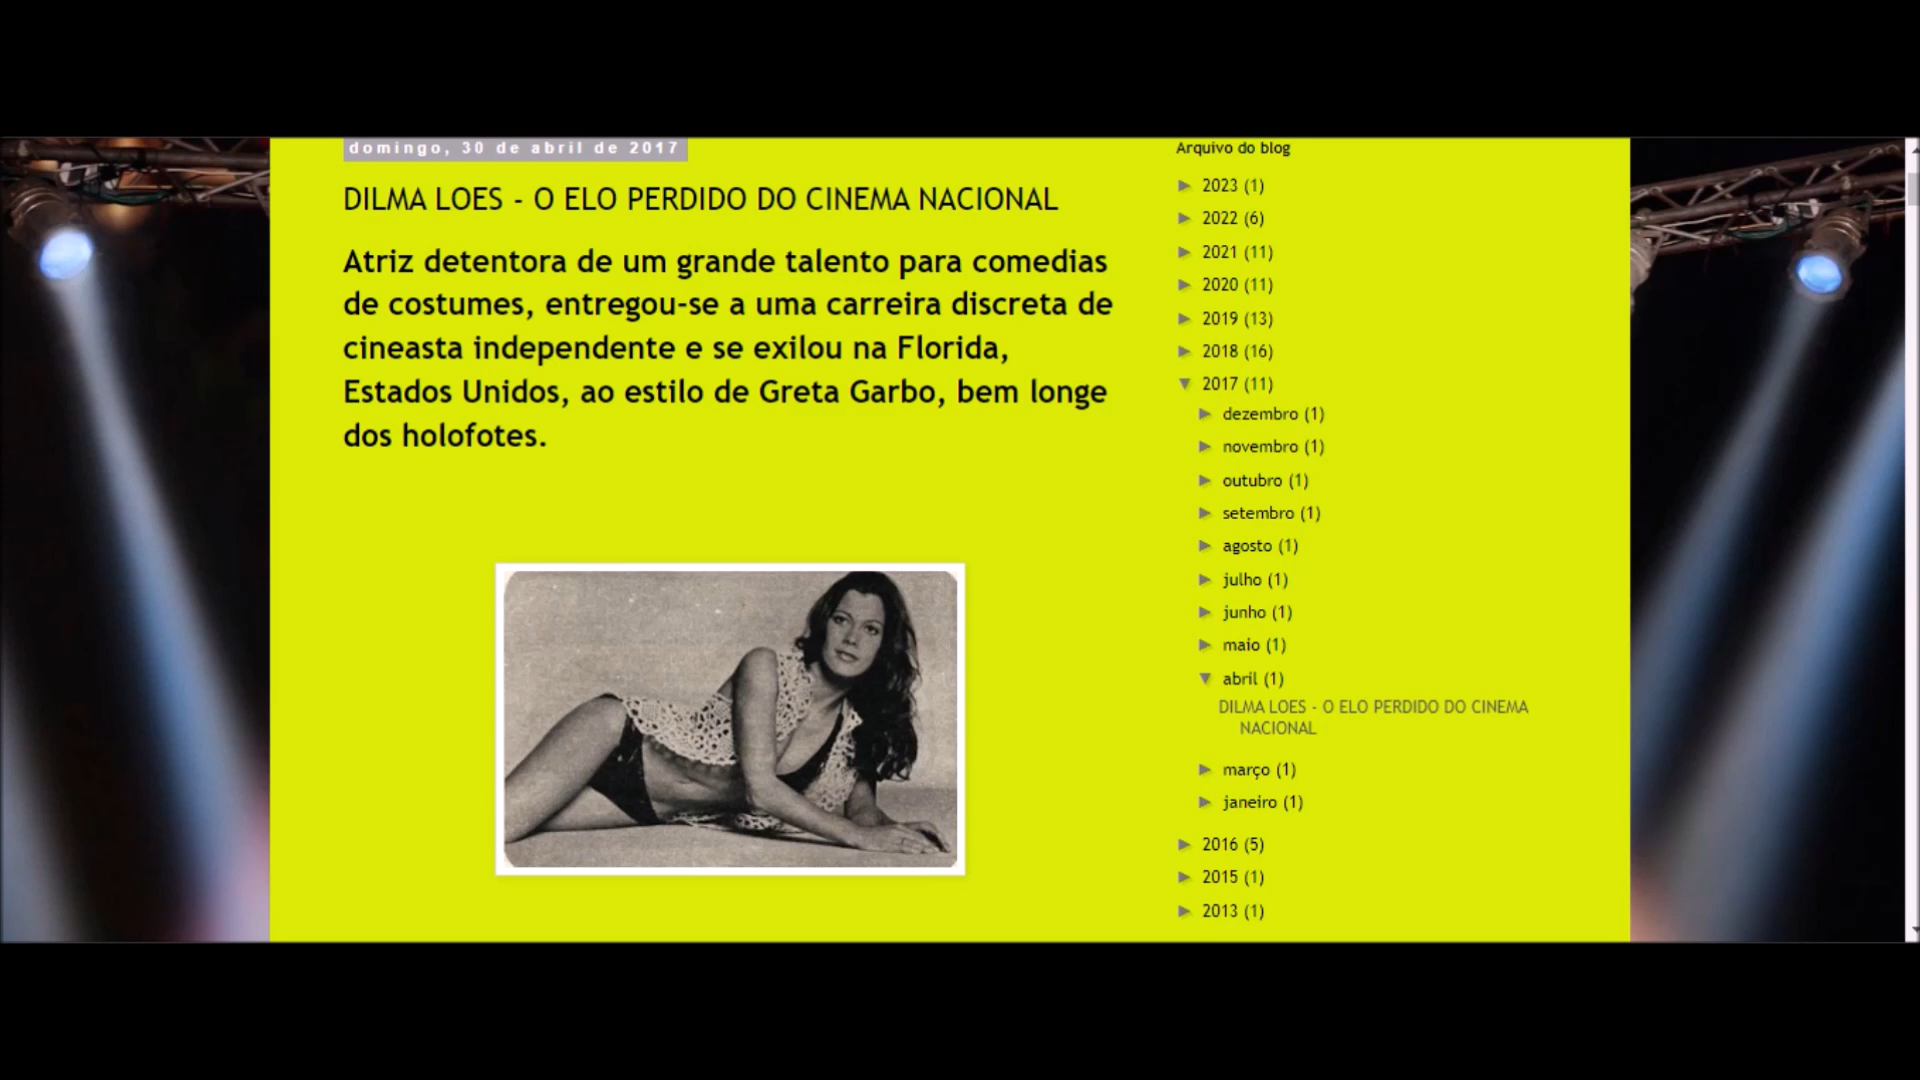 domingo, 30 de abril de 2017
DILMA LOES - O ELO PERDIDO DO CINEMA NACIONAL
Atriz detentora de um grande talento para comedias
de costumes, entregou-se a uma carreira discreta de
cineasta independente e se exilou na Florida,
Estados Unidos, ao estilo de Greta Garbo, bem longe
dos holofotes.
Arquivo do blog
► 2023 (1)
► 2022 (6)
► 2021 (11)
► 2020 (11)
► 2019 (13)
► 2018 (16)
▼ 2017 (11)
► dezembro (1)
► novembro (1)
► outubro (1)
► setembro (1)
► agosto (1)
► julho (1)
► junho (1)
► maio (1)
▼ abril (1)
DILMA LOES - O ELO PERDIDO DO CINEMA
NACIONAL
► março (1)
► janeiro (1)
► 2016 (5)
► 2015 (1)
► 2013 (1)